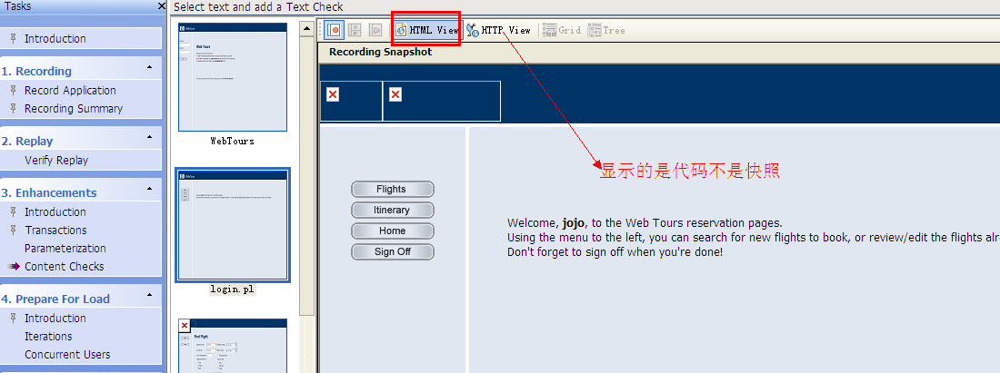 Tasks
Introduction
1. Recording
Record Application
Recording Summary
2. Replay
Verify Replay
3. Enhancements
Introduction
Transactions
Parameterization
Content Checks
4. Prepare For Load
Introduction
Iterations
Concurrent Users
Select text and add a Text Check
WebTours
login.pl
HTML View
HTTP View
Grid
Tree
Recording Snapshot
显示的是代码不是快照
Flights
Itinerary
Home
Sign Off
Welcome, jojo, to the Web Tours reservation pages.
Using the menu to the left, you can search for new flights to book, or review/edit the flights alr
Don't forget to sign off when you're done!
Web Tours
Find Flight